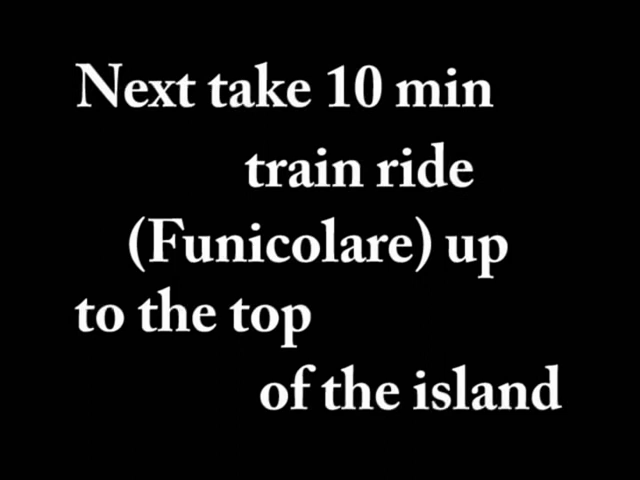 Next take 10 min
train ride
(Funicolare) up
to the top
of the island